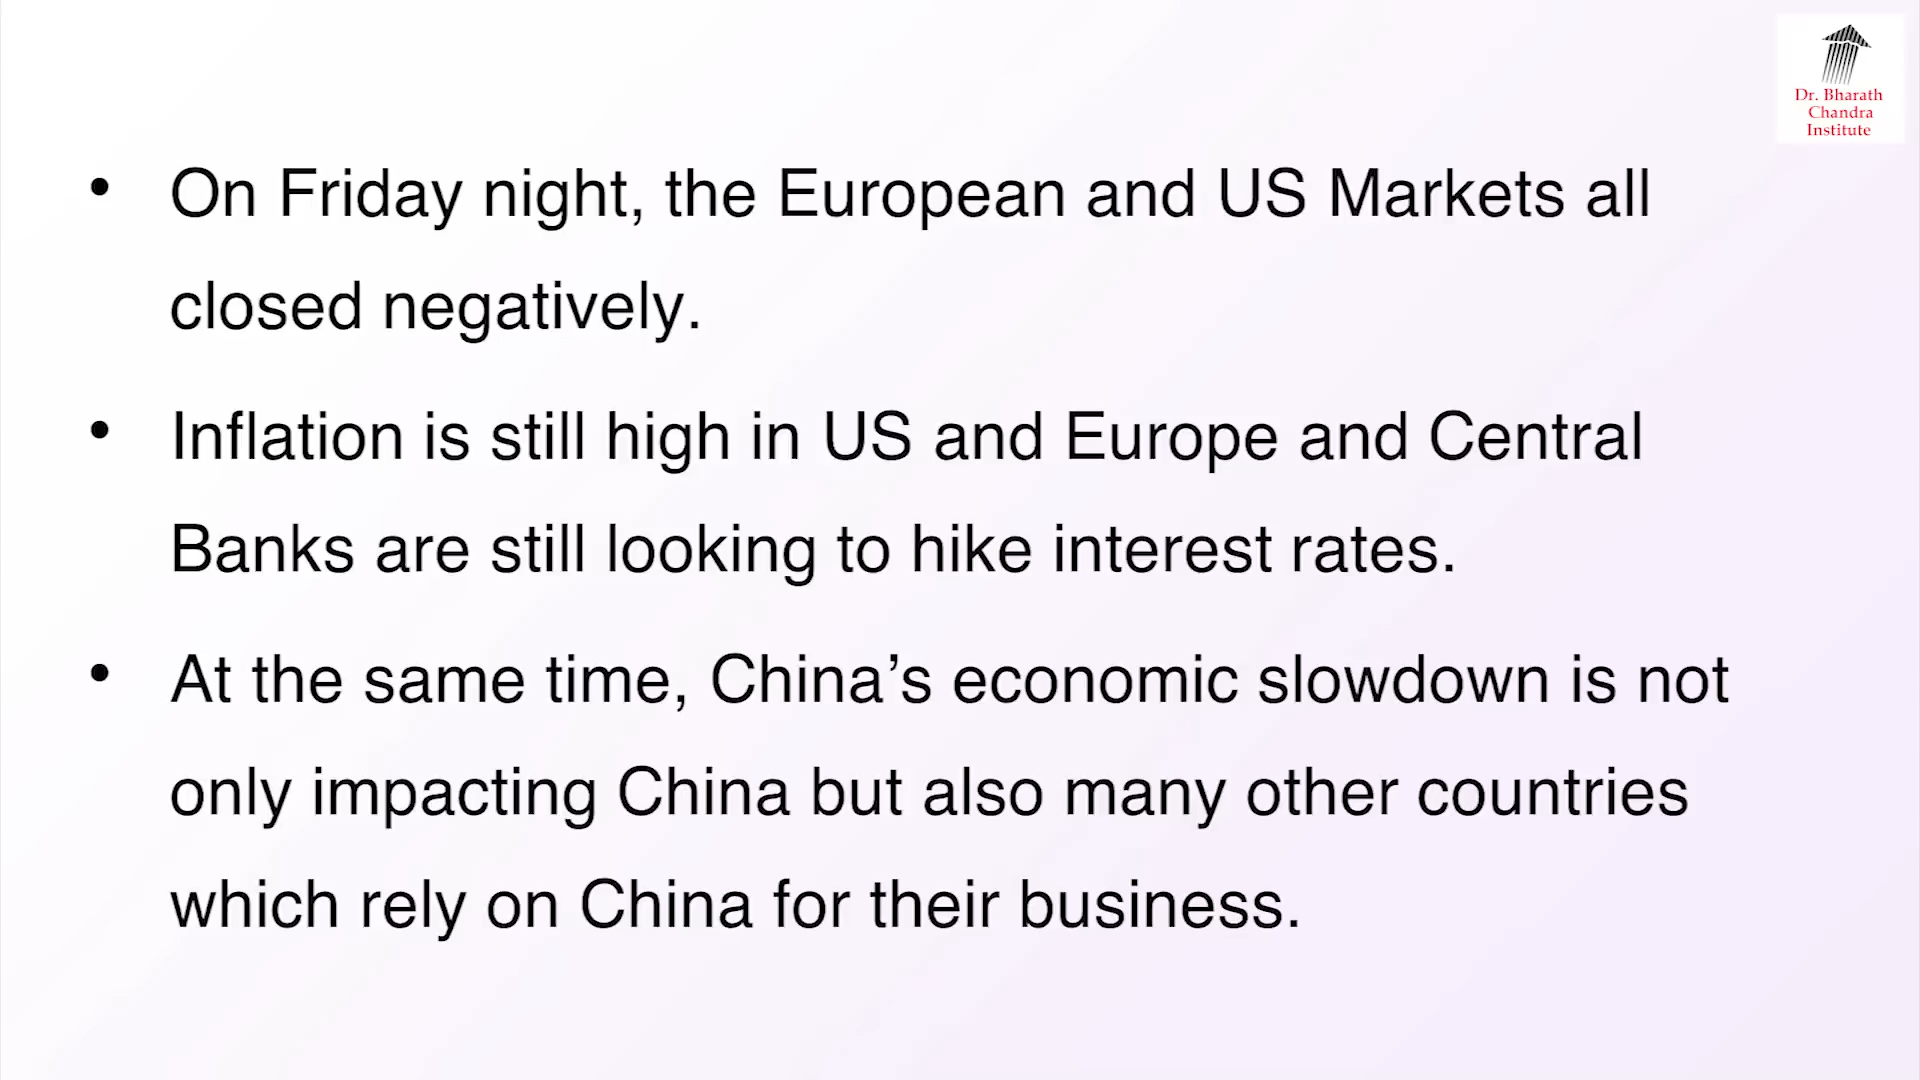 Dr. Bharath
Chandra
Institute
• On Friday night, the European and US Markets all
closed negatively.
• Inflation is still high in US and Europe and Central
Banks are still looking to hike interest rates.
• At the same time, China’s economic slowdown is not
only impacting China but also many other countries
which rely on China for their business.